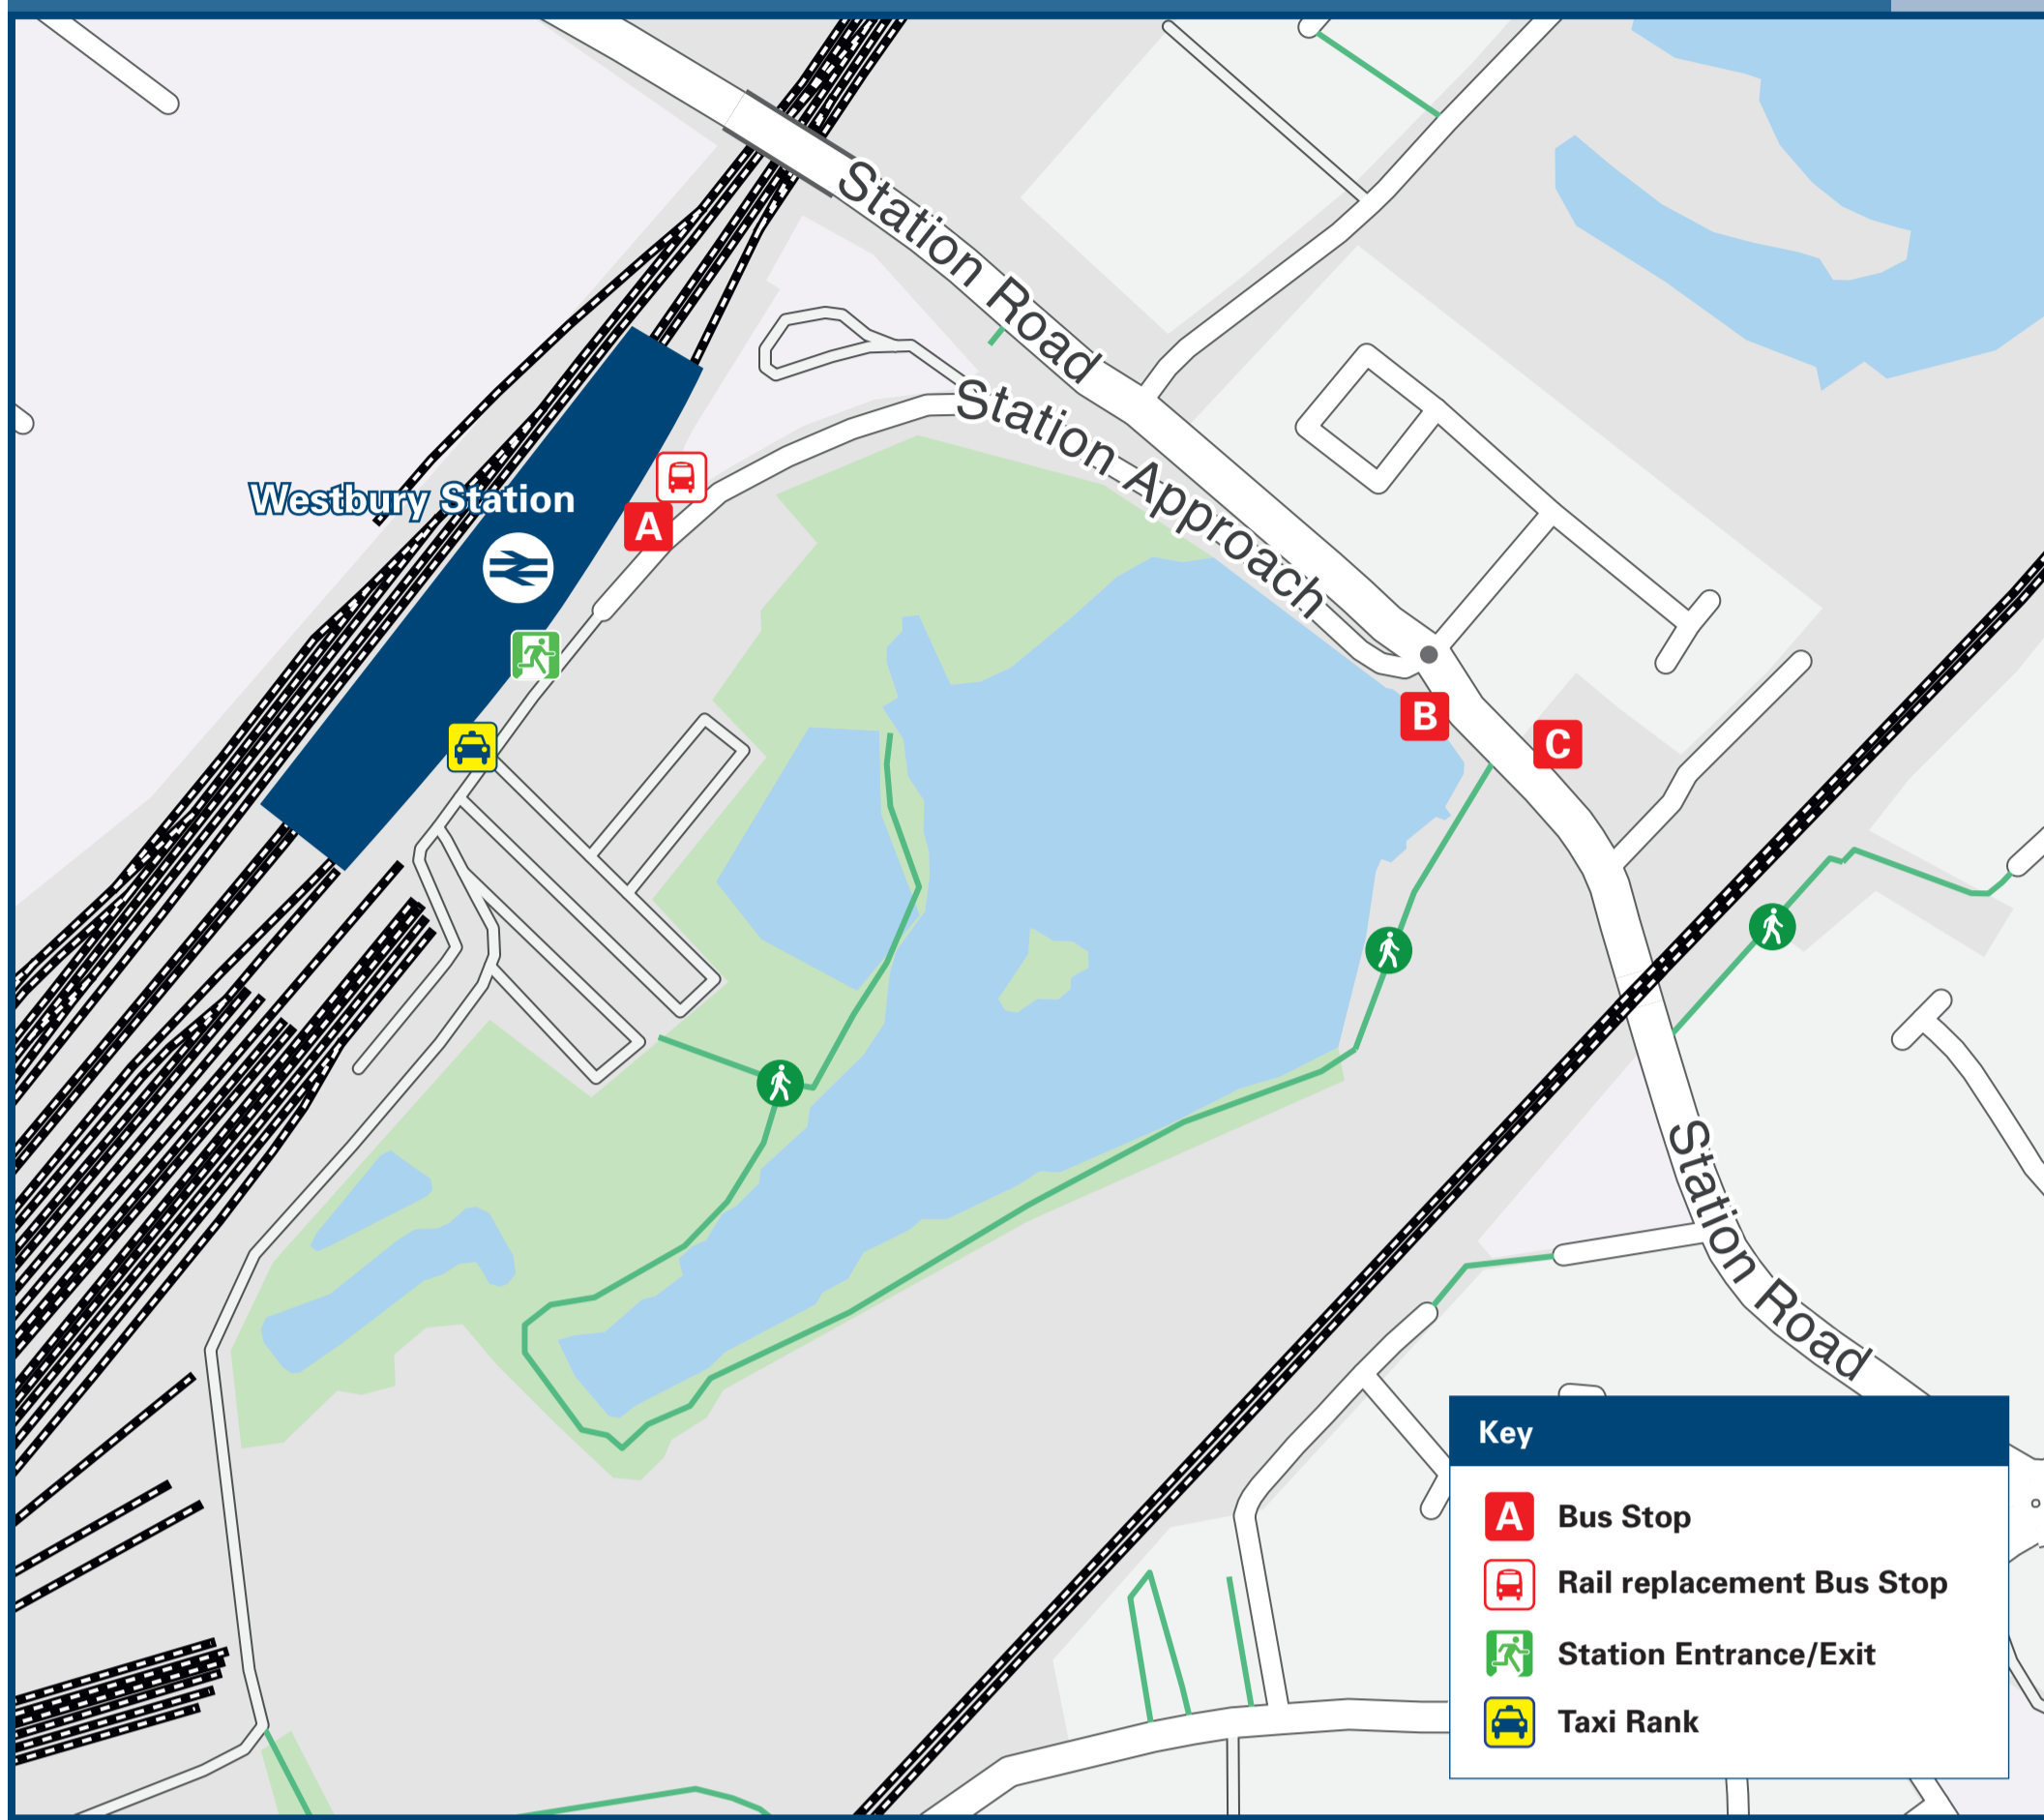 Station Road
Station Approach
Westbury Station
A
B
C
Station Road
Key
A Bus Stop
Rail replacement Bus Stop
Station Entrance/Exit
Taxi Rank